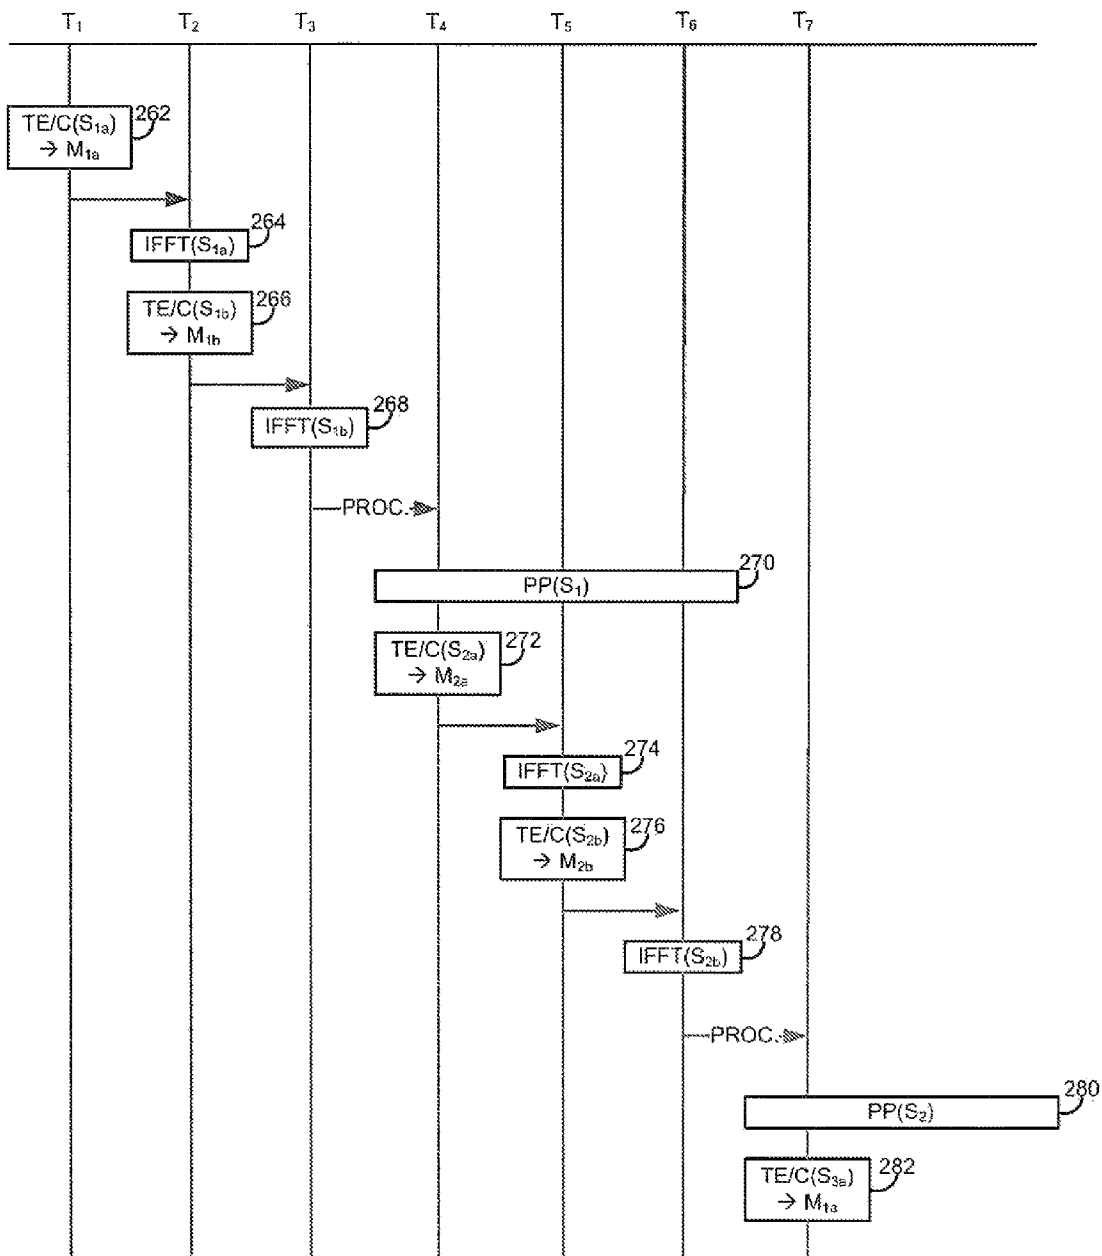 T₁ T₂ T₃ T₄ T₅ T₆ T₇
262
TE/C(S₁ₐ)
→ M₁ₐ
264
IFFT(S₁ₐ)
266
TE/C(S₁b)
→ M₁b
268
IFFT(S₁b)
PROC.
270
PP(S₁)
272
TE/C(S₂ₐ)
→ M₂ₐ
274
IFFT(S₂ₐ)
276
TE/C(S₂b)
→ M₂b
278
IFFT(S₂b)
PROC.
280
PP(S₂)
282
TE/C(S₃ₐ)
→ M₁ₐ